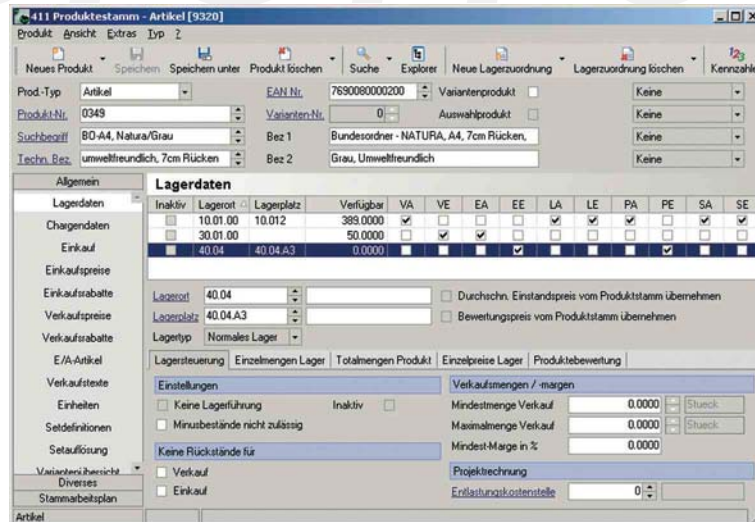 411 Produktestamm - Artikel [9320]
Produkt Ansicht Extras Typ ?
Neues Produkt Speichern Speichern unter Produkt löschen Suche Explorer Neue Lagerzuordnung Lagerzuordnung löschen Kennzahlen
Prod.-Typ Artikel EAN Nr. 7690080000200 Variantenprodukt Keine
Produkt-Nr. 0349 Varianten-Nr. 0 Auswahlprodukt Keine
Suchbegriff BO-A4, Natura/Grau Bez 1 Bundesordner - NATURA, A4, 7cm Rücken, Keine
Techn. Bez. umweltfreundlich, 7cm Rücken Bez 2 Grau, Umweltfreundlich Keine
Allgemein
Lagerdaten
Chargendaten
Einkauf
Einkaufspreise
Einkaufsrabatte
Verkaufspreise
Verkaufsrabatte
E/A-Artikel
Verkaufstexte
Einheiten
Setdefinitionen
Setauflösung
Variantenübersicht
Diverses
Stammarbeitsplan
Lagerdaten
Inaktiv Lagerort Lagerplatz Verfügbar VA VE EA EE LA LE PA PE SA SE
10.01.00 10.012 389.0000
30.01.00 50.0000
40.04 40.04.A3 0.0000
Lagerort 40.04 Durchschn. Einstandspreis vom Produktstamm übernehmen
Lagerplatz 40.04.A3 Bewertungspreis vom Produktstamm übernehmen
Lagertyp Normales Lager
Lagersteuerung Einzelmengen Lager Totalmengen Produkt Einzelpreise Lager Produktebewertung
Einstellungen
Keine Lagerführung Inaktiv
Minusbestände nicht zulässig
Keine Rückstände für
Verkauf
Einkauf
Verkaufsmengen / -margen
Mindestmenge Verkauf 0.0000 Stueck
Maximalmenge Verkauf 0.0000 Stueck
Mindest-Marge in % 0.0000
Projektrechnung
Entlastungskostenstelle 0
Artikel